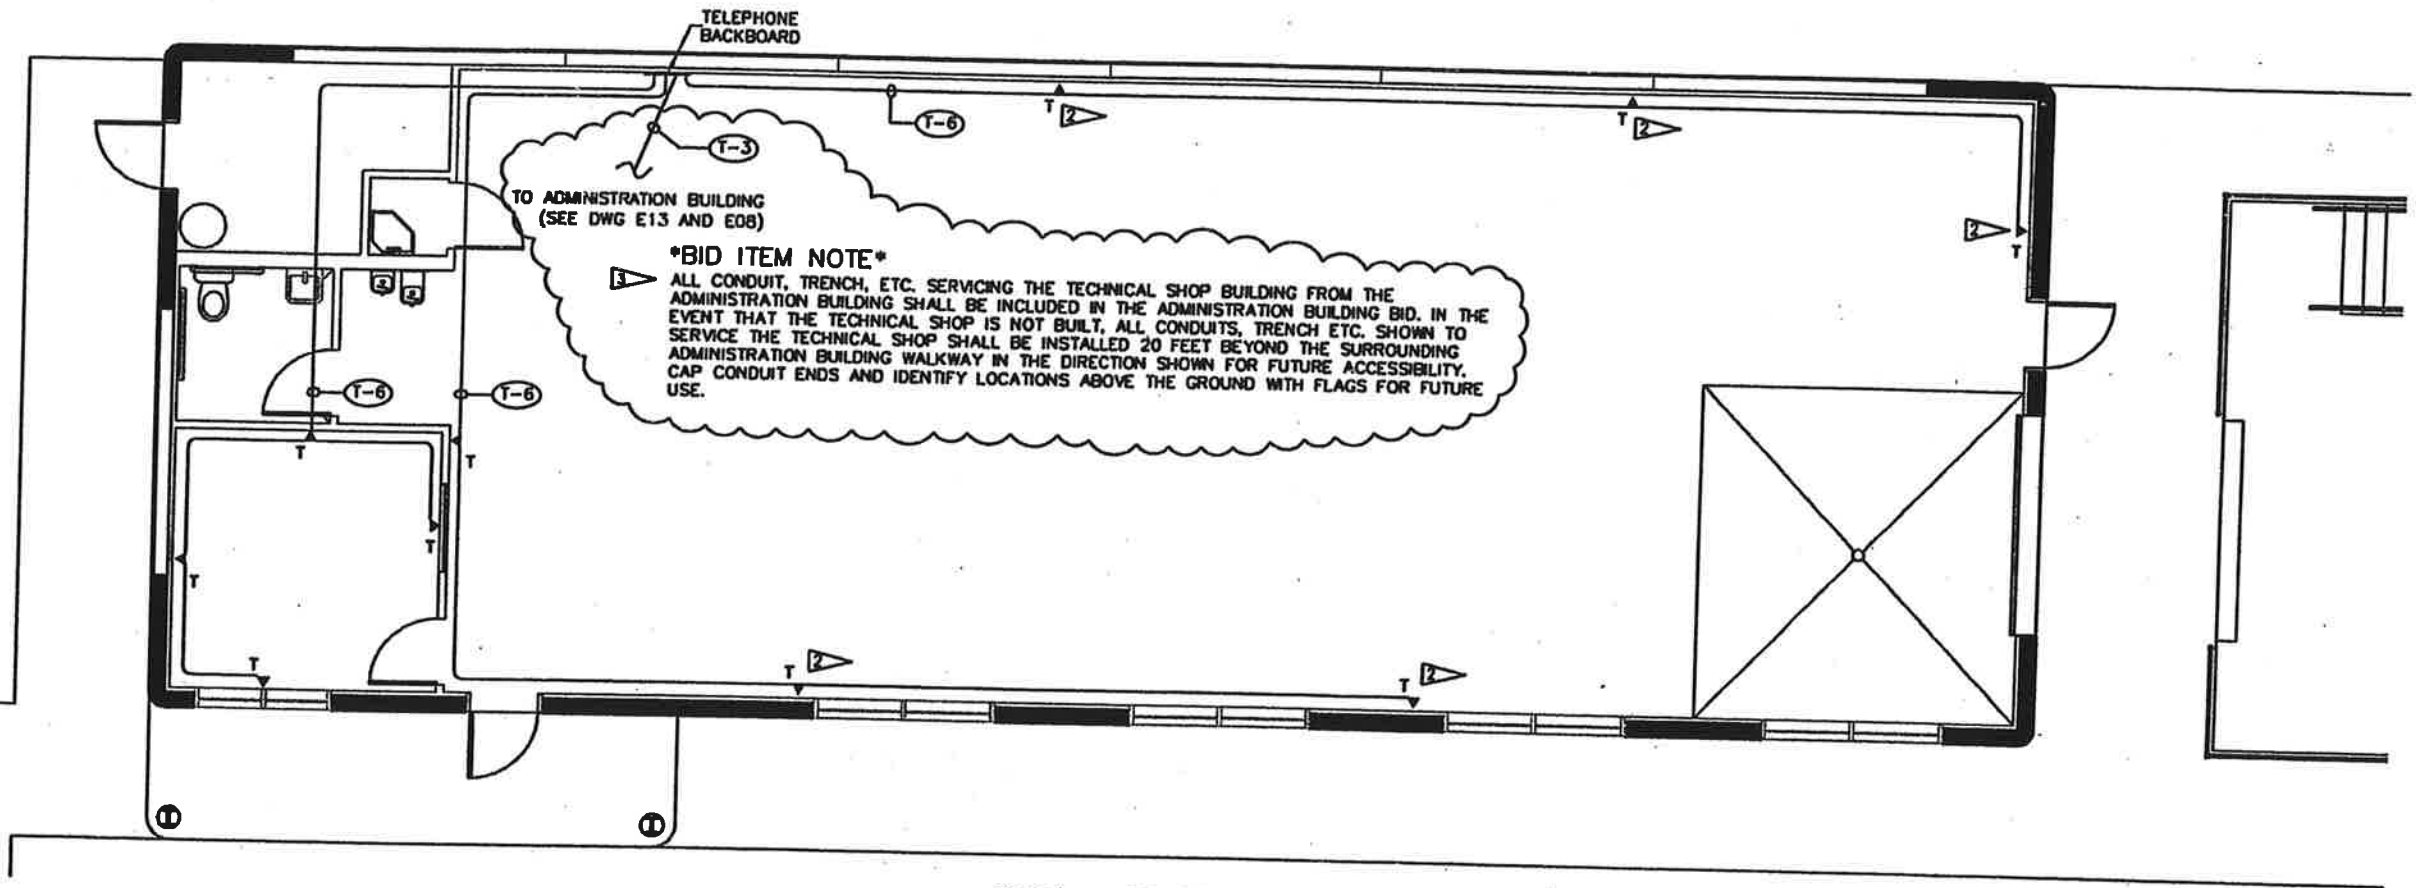 TELEPHONE
BACKBOARD
T-6
T 2
T 2
T-3
TO ADMINISTRATION BUILDING
(SEE DWG E13 AND E08)
2
T
*BID ITEM NOTE*
3 ALL CONDUIT, TRENCH, ETC. SERVICING THE TECHNICAL SHOP BUILDING FROM THE
ADMINISTRATION BUILDING SHALL BE INCLUDED IN THE ADMINISTRATION BUILDING BID. IN THE
EVENT THAT THE TECHNICAL SHOP IS NOT BUILT, ALL CONDUITS, TRENCH ETC. SHOWN TO
SERVICE THE TECHNICAL SHOP SHALL BE INSTALLED 20 FEET BEYOND THE SURROUNDING
ADMINISTRATION BUILDING WALKWAY IN THE DIRECTION SHOWN FOR FUTURE ACCESSIBILITY.
CAP CONDUIT ENDS AND IDENTIFY LOCATIONS ABOVE THE GROUND WITH FLAGS FOR FUTURE
USE.
T-6
T-6
T
T
T
T
T
T 2
T 2